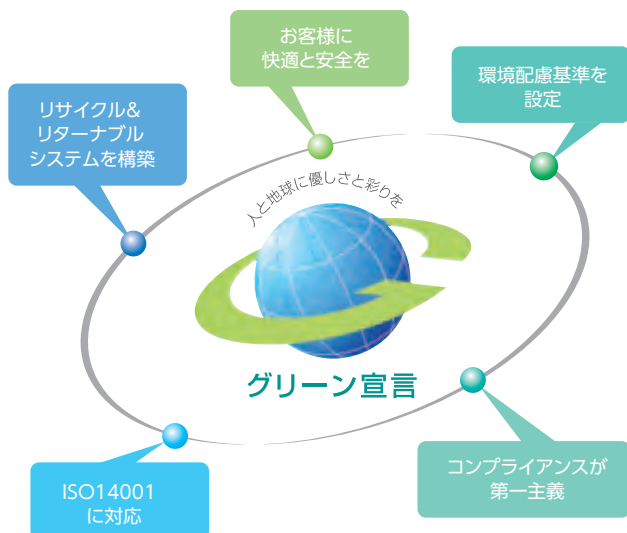 お客様に
快適と安全を
環境配慮基準を
設定
リサイクル&
リターナブル
システムを構築
人と地球に優しさと彩りを
グリーン宣言
コンプライアンスが
第一主義
ISO14001
に対応